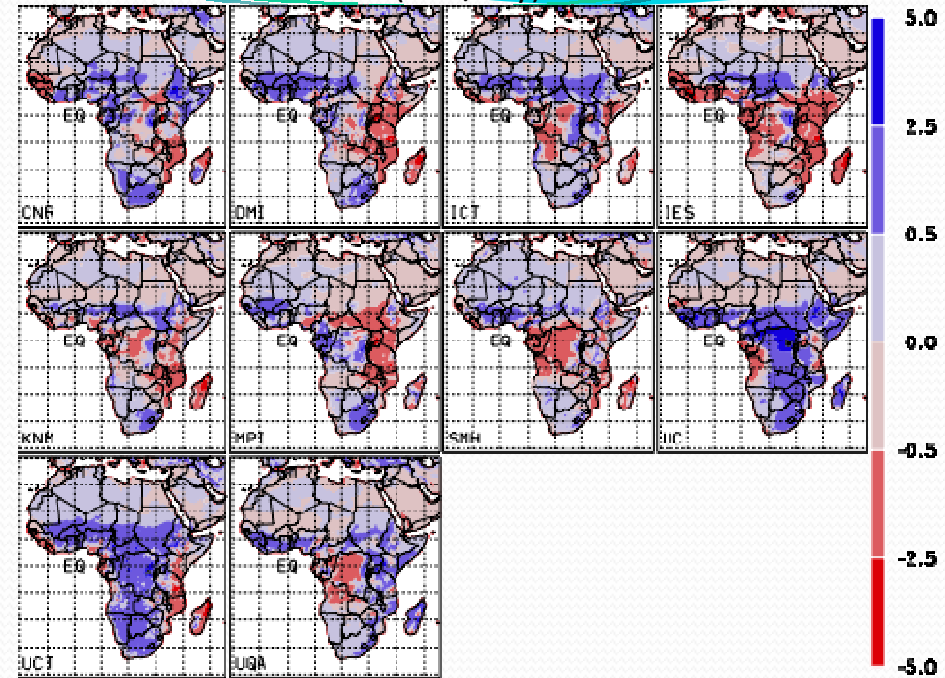 5.0
EQ EQ EQ EQ
CNR DMI ICT IES
2.5
0.5
EQ EQ EQ EQ
0.0
KNM MPI SMH UC
-0.5
EQ EQ
-2.5
UCT UQA
-5.0